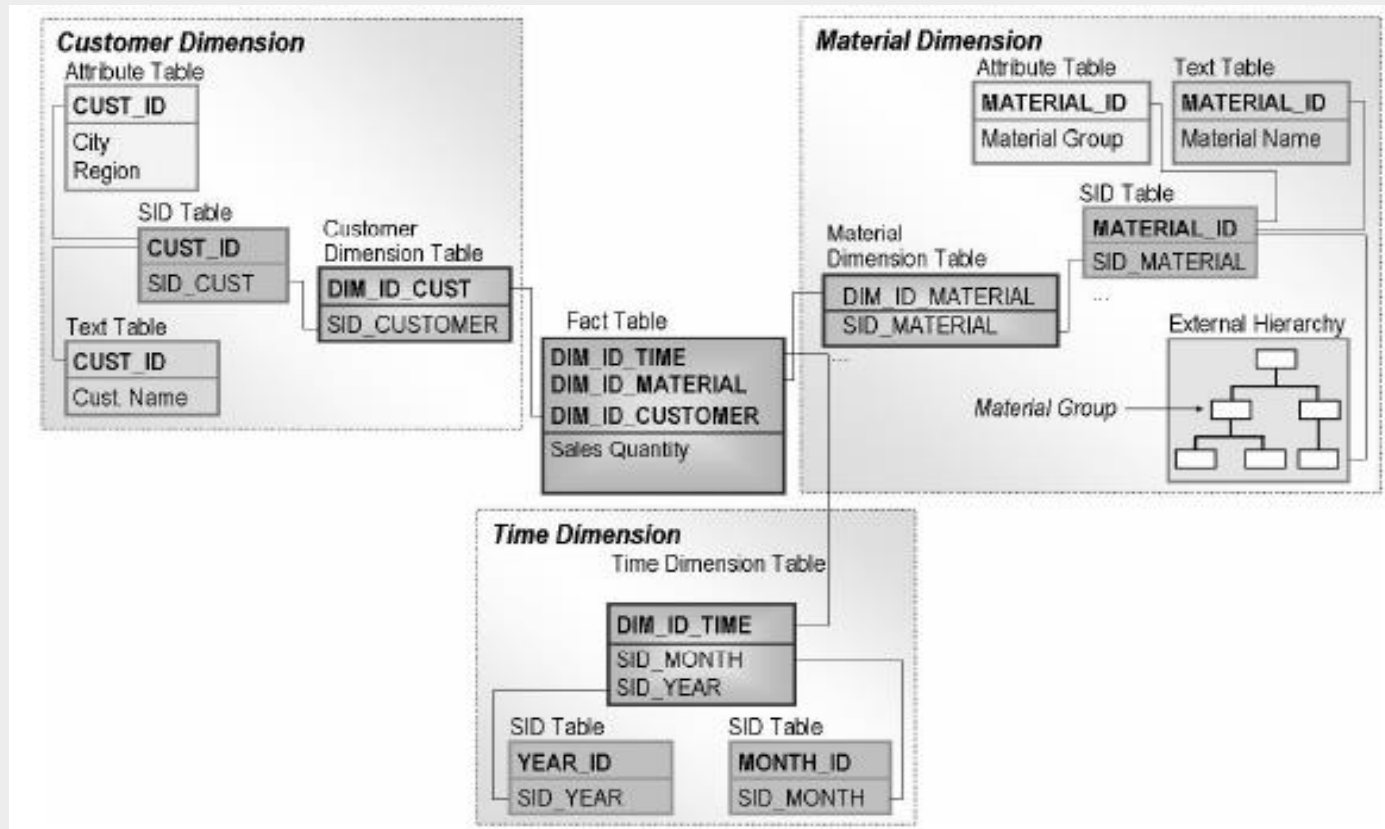 Customer Dimension
Attribute Table
CUST_ID
City
Region
SID Table
CUST_ID
SID_CUST
Customer
Dimension Table
DIM_ID_CUST
SID_CUSTOMER
Text Table
CUST_ID
Cust. Name
Fact Table
DIM_ID_TIME
DIM_ID_MATERIAL
DIM_ID_CUSTOMER
Sales Quantity
Material Dimension
Attribute Table
MATERIAL_ID
Material Group
Text Table
MATERIAL_ID
Material Name
SID Table
MATERIAL_ID
SID_MATERIAL
...
Material
Dimension Table
DIM_ID_MATERIAL
SID_MATERIAL
...
External Hierarchy
Material Group
Time Dimension
Time Dimension Table
DIM_ID_TIME
SID_MONTH
SID_YEAR
SID Table
YEAR_ID
SID_YEAR
SID Table
MONTH_ID
SID_MONTH